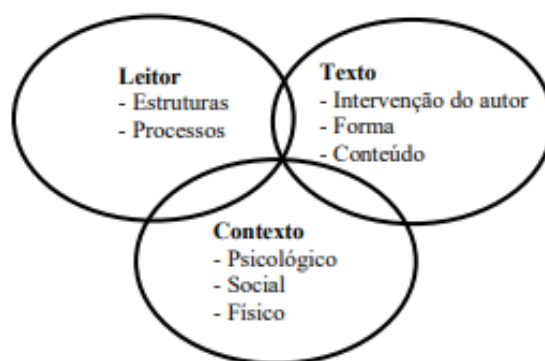 Leitor
- Estruturas
- Processos
Texto
- Intervenção do autor
- Forma
- Conteúdo
Contexto
- Psicológico
- Social
- Físico